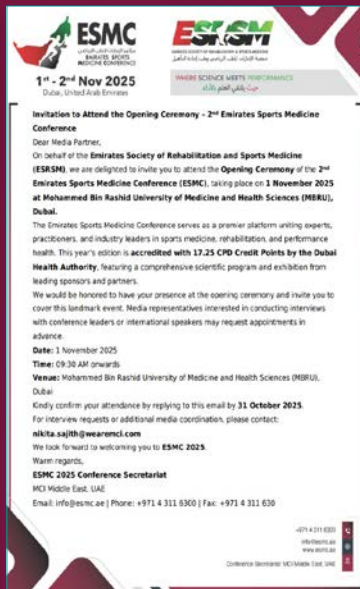 ESMC
EMIRATES SPORTS
MEDICINE CONFERENCE
1st - 2nd Nov 2025
Dubai, United Arab Emirates
ESRSM
EMIRATES SOCIETY OF REHABILITATION & SPORTS MEDICINE
WHERE SCIENCE MEETS PERFORMANCE
حيث يلتقي العلم بالأداء
Invitation to Attend the Opening Ceremony – 2nd Emirates Sports Medicine
Conference
Dear Media Partner,
On behalf of the Emirates Society of Rehabilitation and Sports Medicine
(ESRSM), we are delighted to invite you to attend the Opening Ceremony of the 2nd
Emirates Sports Medicine Conference (ESMC), taking place on 1 November 2025
at Mohammed Bin Rashid University of Medicine and Health Sciences (MBRU),
Dubai.
The Emirates Sports Medicine Conference serves as a premier platform uniting experts,
practitioners, and industry leaders in sports medicine, rehabilitation, and performance
health. This year's edition is accredited with 17.25 CPD Credit Points by the Dubai
Health Authority, featuring a comprehensive scientific program and exhibition from
leading sponsors and partners.
We would be honored to have your presence at the opening ceremony and invite you to
cover this landmark event. Media representatives interested in conducting interviews
with conference leaders or international speakers may request appointments in
advance.
Date: 1 November 2025
Time: 09:30 AM onwards
Venue: Mohammed Bin Rashid University of Medicine and Health Sciences (MBRU),
Dubai
Kindly confirm your attendance by replying to this email by 31 October 2025.
For interview requests or additional media coordination, please contact:
nikita.sajith@wearemci.com
We look forward to welcoming you to ESMC 2025.
Warm regards,
ESMC 2025 Conference Secretariat
MCI Middle East, UAE
Email: info@esmc.ae | Phone: +971 4 311 6300 | Fax: +971 4 311 630
+971 4 311 6300
info@esmc.ae
www.esmc.ae
Conference Secretariat: MCI Middle East, UAE